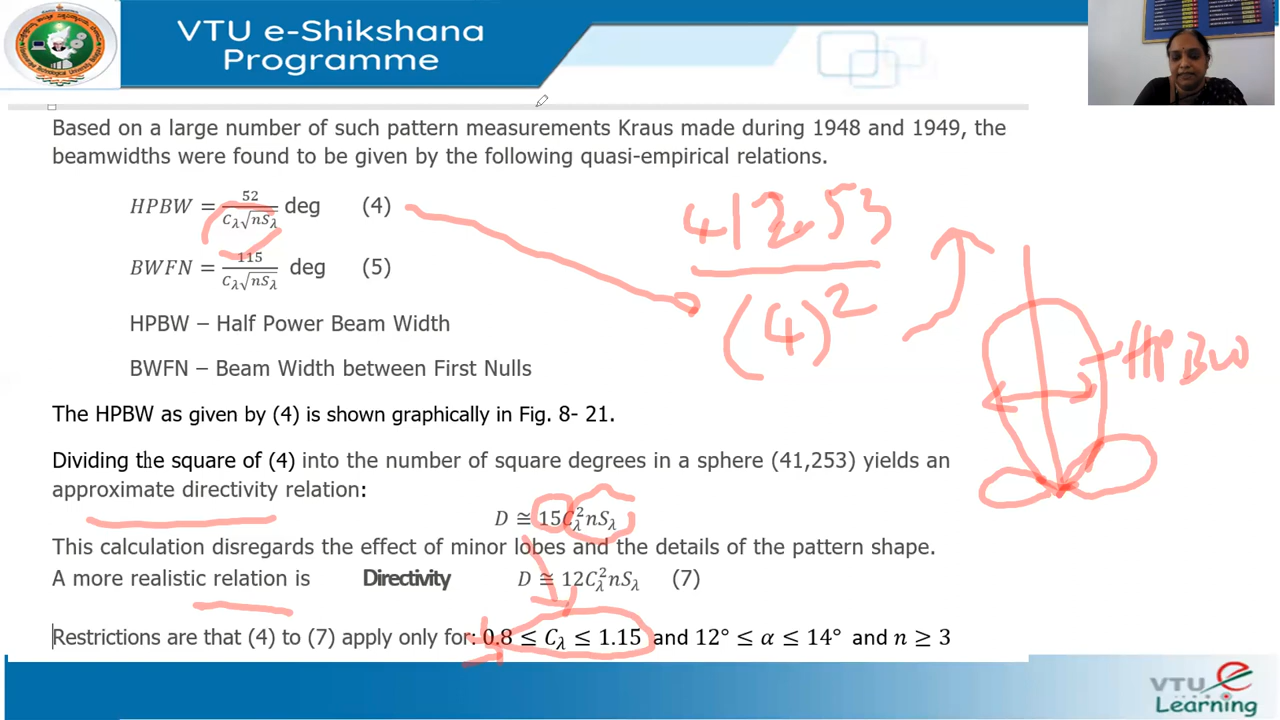 VTU e-Shikshana
Programme
Based on a large number of such pattern measurements Kraus made during 1948 and 1949, the
beamwidths were found to be given by the following quasi-empirical relations.
HPBW = 52 / (C_λ√(nS_λ)) deg (4)
BWFN = 115 / (C_λ√(nS_λ)) deg (5)
412.53
(4)²
HPBW
HPBW – Half Power Beam Width
BWFN – Beam Width between First Nulls
The HPBW as given by (4) is shown graphically in Fig. 8- 21.
Dividing the square of (4) into the number of square degrees in a sphere (41,253) yields an
approximate directivity relation:
D ≅ 15C_λ²nS_λ
This calculation disregards the effect of minor lobes and the details of the pattern shape.
A more realistic relation is Directivity D ≅ 12C_λ²nS_λ (7)
Restrictions are that (4) to (7) apply only for: 0.8 ≤ C_λ ≤ 1.15 and 12° ≤ α ≤ 14° and n ≥ 3
VTU e
Learning